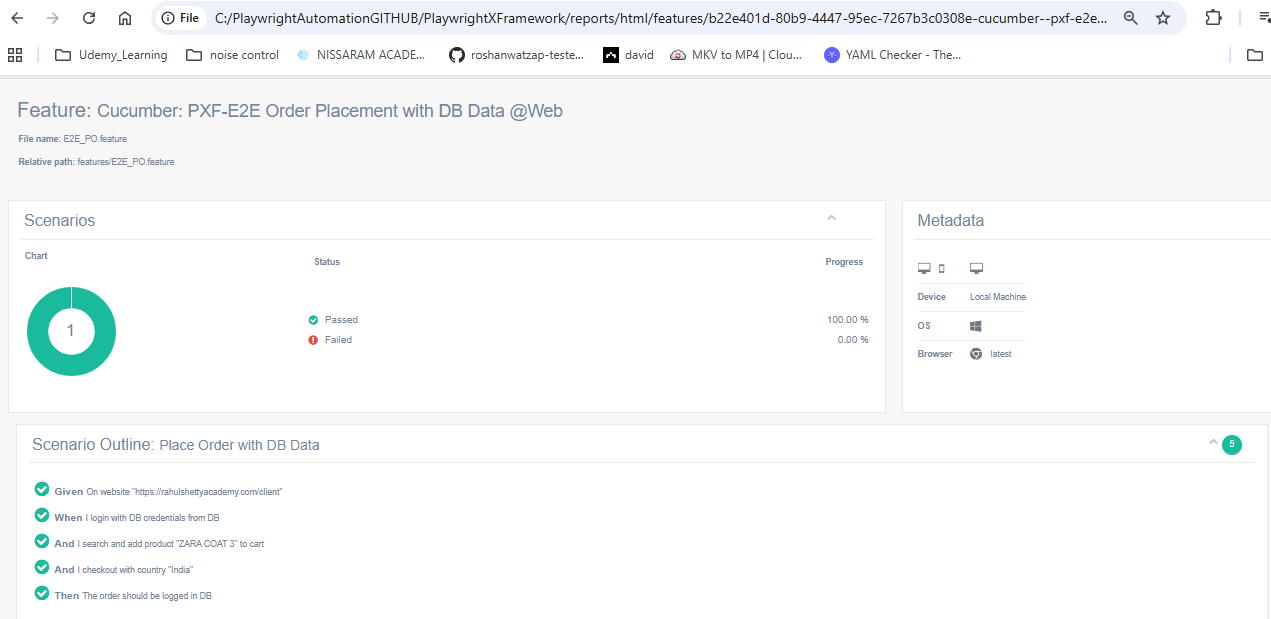 File C:/PlaywrightAutomationGITHUB/PlaywrightXFramework/reports/html/features/b22e401d-80b9-4447-95ec-7267b3c0308e-cucumber--pxf-e2e...
Udemy_Learning noise control NISSARAM ACADE... roshanwatzap-teste... david MKV to MP4 | Clou... YAML Checker - The...
Feature: Cucumber: PXF-E2E Order Placement with DB Data @Web
File name: E2E_PO.feature
Relative path: features/E2E_PO.feature
Scenarios
Chart Status Progress
1
Passed 100.00 %
Failed 0.00 %
Metadata
Device Local Machine
OS
Browser latest
Scenario Outline: Place Order with DB Data 5
Given On website "https://rahulshettyacademy.com/client"
When I login with DB credentials from DB
And I search and add product "ZARA COAT 3" to cart
And I checkout with country "India"
Then The order should be logged in DB